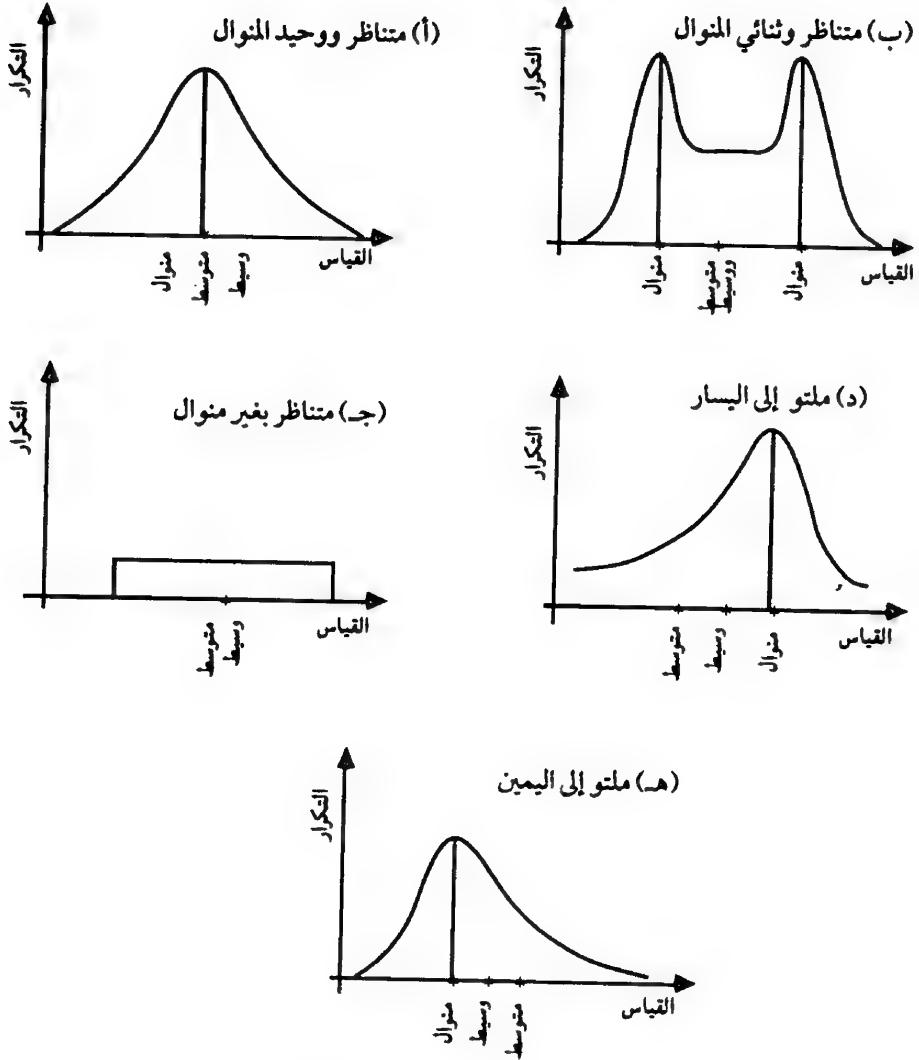 (أ) متناظر ووحيد المنوال
التكرار
القياس
منوال
متوسط
وسيط
(ب) متناظر وثنائي المنوال
التكرار
القياس
منوال
متوسط
ووسيط
منوال
(جـ) متناظر بغير منوال
التكرار
القياس
متوسط
وسيط
(د) ملتو إلى اليسار
التكرار
القياس
متوسط
وسيط
منوال
(هـ) ملتو إلى اليمين
التكرار
القياس
منوال
وسيط
متوسط